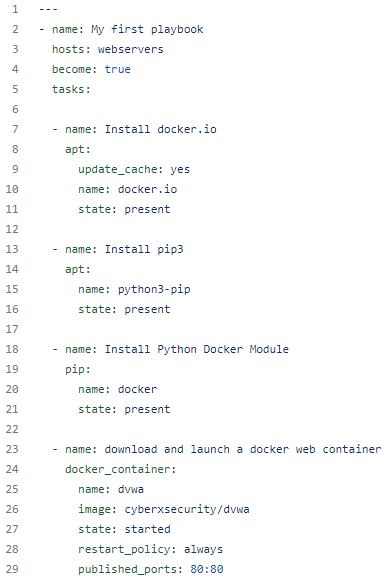 1 ---
2 - name: My first playbook
3   hosts: webservers
4   become: true
5   tasks:
6
7   - name: Install docker.io
8     apt:
9       update_cache: yes
10       name: docker.io
11       state: present
12
13   - name: Install pip3
14     apt:
15       name: python3-pip
16       state: present
17
18   - name: Install Python Docker Module
19     pip:
20       name: docker
21       state: present
22
23   - name: download and launch a docker web container
24     docker_container:
25       name: dvwa
26       image: cyberxsecurity/dvwa
27       state: started
28       restart_policy: always
29       published_ports: 80:80